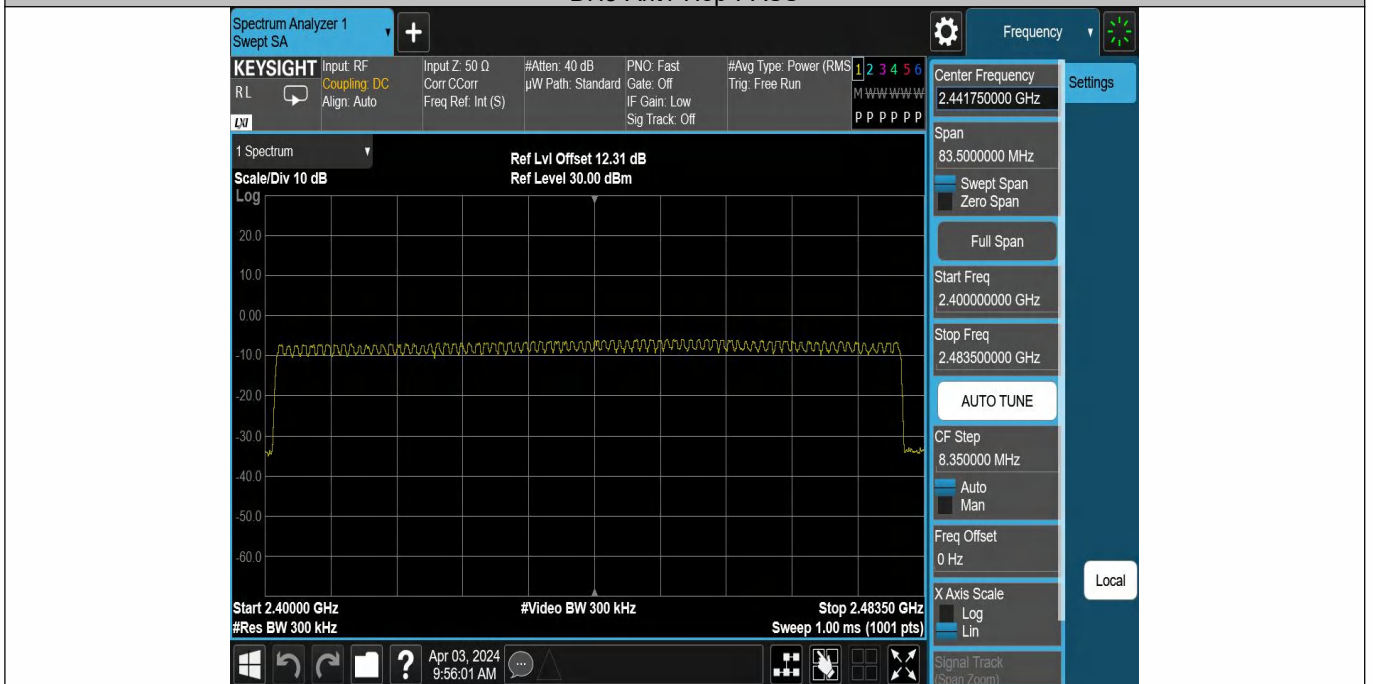 Spectrum Analyzer 1
Swept SA
Frequency
KEYSIGHT
RL
LXI
Input: RF
Coupling: DC
Align: Auto
Input Z: 50 Ω
Corr CCorr
Freq Ref: Int (S)
#Atten: 40 dB
µW Path: Standard
PNO: Fast
Gate: Off
IF Gain: Low
Sig Track: Off
#Avg Type: Power (RMS
Trig: Free Run
1 2 3 4 5 6
M W W W W W
P P P P P P
1 Spectrum
Scale/Div 10 dB
Log
Ref Lvl Offset 12.31 dB
Ref Level 30.00 dBm
20.0
10.0
0.00
-10.0
-20.0
-30.0
-40.0
-50.0
-60.0
Start 2.40000 GHz
#Res BW 300 kHz
#Video BW 300 kHz
Stop 2.48350 GHz
Sweep 1.00 ms (1001 pts)
Center Frequency
2.441750000 GHz
Settings
Span
83.5000000 MHz
Swept Span
Zero Span
Full Span
Start Freq
2.400000000 GHz
Stop Freq
2.483500000 GHz
AUTO TUNE
CF Step
8.350000 MHz
Auto
Man
Freq Offset
0 Hz
Local
X Axis Scale
Log
Lin
Signal Track
(Span Zoom)
?
Apr 03, 2024
9:56:01 AM